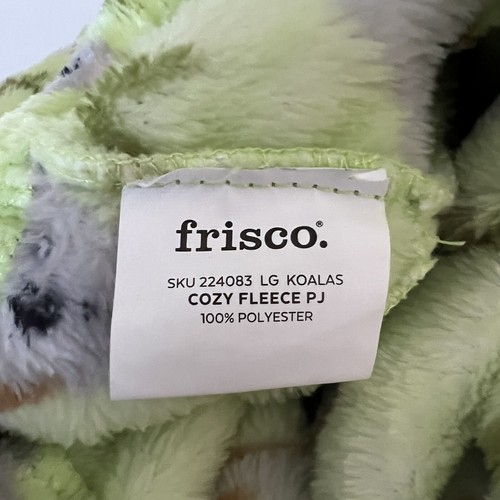 frisco.®
SKU 224083 LG KOALAS
COZY FLEECE PJ
100% POLYESTER